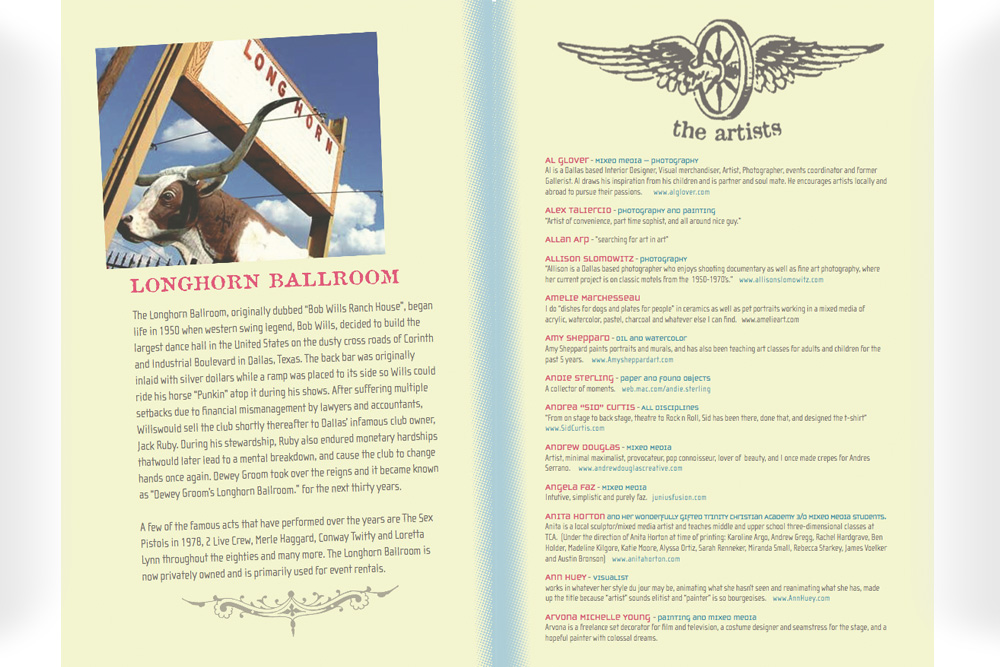 LONG HORN
LONGHORN BALLROOM
The Longhorn Ballroom, originally dubbed "Bob Wills Ranch House", began
life in 1950 when western swing legend, Bob Wills, decided to build the
largest dance hall in the United States on the dusty cross roads of Corinth
and Industrial Boulevard in Dallas, Texas. The back bar was originally
inlaid with silver dollars while a ramp was placed to its side so Wills could
ride his horse "Punkin" atop it during his shows. After suffering multiple
setbacks due to financial mismanagement by lawyers and accountants,
Willswould sell the club shortly thereafter to Dallas' infamous club owner,
Jack Ruby. During his stewardship, Ruby also endured monetary hardships
thatwould later lead to a mental breakdown, and cause the club to change
hands once again. Dewey Groom took over the reigns and it became known
as "Dewey Groom's Longhorn Ballroom." for the next thirty years.
A few of the famous acts that have performed over the years are The Sex
Pistols in 1978, 2 Live Crew, Merle Haggard, Conway Twitty and Loretta
Lynn throughout the eighties and many more. The Longhorn Ballroom is
now privately owned and is primarily used for event rentals.
the artists
AL GLOVER - MIXED MEDIA – PHOTOGRAPHY
Al is a Dallas based Interior Designer, Visual merchandiser, Artist, Photographer, events coordinator and former
Gallerist. Al draws his inspiration from his children and is partner and soul mate. He encourages artists locally and
abroad to pursue their passions. www.alglover.com
ALEX TALIERCIO - PHOTOGRAPHY AND PAINTING
"Artist of convenience, part time sophist, and all around nice guy."
ALLAN ARP - "searching for art in art"
ALLISON SLOMOWITZ - PHOTOGRAPHY
"Allison is a Dallas based photographer who enjoys shooting documentary as well as fine art photography, where
her current project is on classic motels from the 1950-1970's." www.allisonslomowitz.com
AMELIE MARCHESSEAU
I do "dishes for dogs and plates for people" in ceramics as well as pet portraits working in a mixed media of
acrylic, watercolor, pastel, charcoal and whatever else I can find. www.amelieart.com
AMY SHEPPARD - OIL AND WATERCOLOR
Amy Sheppard paints portraits and murals, and has also been teaching art classes for adults and children for the
past 5 years. www.Amysheppardart.com
ANDIE STERLING - PAPER AND FOUND OBJECTS
A collector of moments. web.mac.com/andie.sterling
ANDREA "SID" CURTIS - ALL DISCIPLINES
"From on stage to back stage, theatre to Rock n Roll, Sid has been there, done that, and designed the t-shirt"
www.SidCurtis.com
ANDREW DOUGLAS - MIXED MEDIA
Artist, minimal maximalist, provocateur, pop connoisseur, lover of beauty, and I once made crepes for Andres
Serrano. www.andrewdouglascreative.com
ANGELA FAZ - MIXED MEDIA
Intutive, simplistic and purely faz. juniusfusion.com
ANITA HORTON AND HER WONDERFULLY GIFTED TRINITY CHRISTIAN ACADEMY 3/D MIXED MEDIA STUDENTS.
Anita is a local sculptor/mixed media artist and teaches middle and upper school three-dimensional classes at
TCA. (Under the direction of Anita Horton at time of printing: Karoline Argo, Andrew Gregg, Rachel Hardgrave, Ben
Holder, Madeline Kilgore, Katie Moore, Alyssa Ortiz, Sarah Renneker, Miranda Small, Rebecca Starkey, James Voelker
and Austin Bronson) www.anitahorton.com
ANN HUEY - VISUALIST
works in whatever her style du jour may be, animating what she hasn't seen and reanimating what she has, made
up the title because "artist" sounds elitist and "painter" is so bourgeoises. www.AnnHuey.com
ARVONA MICHELLE YOUNG - PAINTING AND MIXED MEDIA
Arvona is a freelance set decorator for film and television, a costume designer and seamstress for the stage, and a
hopeful painter with colossal dreams.